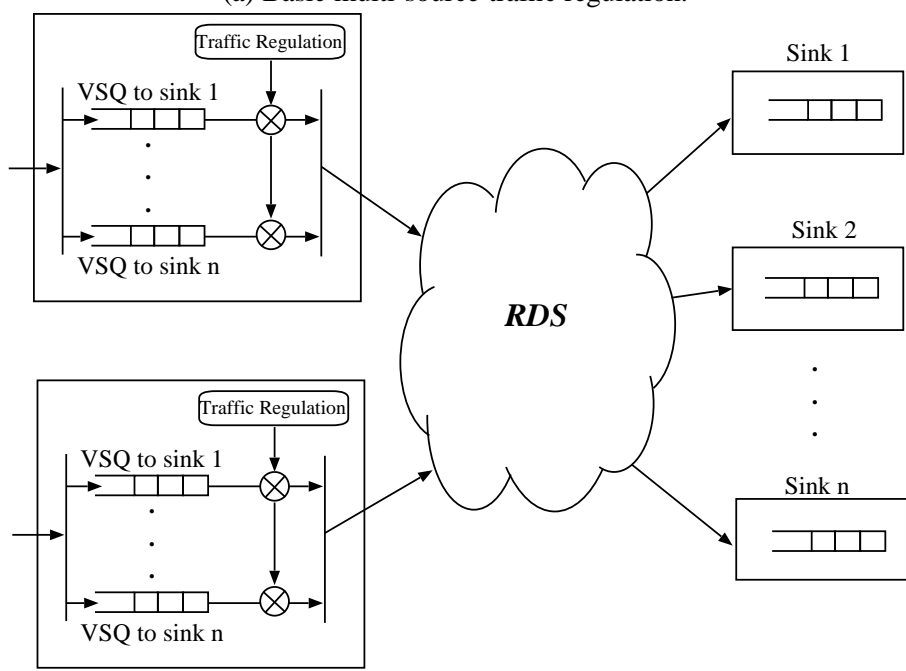 (a) Basic multi-source traffic regulation.
Traffic Regulation
VSQ to sink 1
VSQ to sink n
Traffic Regulation
VSQ to sink 1
VSQ to sink n
RDS
Sink 1
Sink 2
Sink n